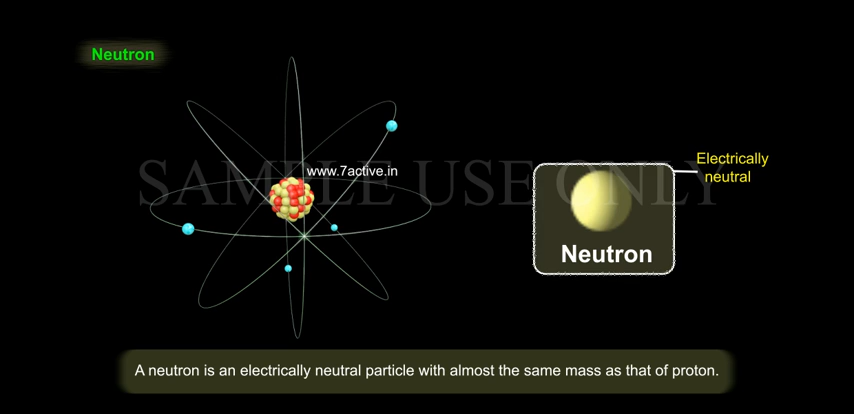 Neutron
www.7active.in
SAMPLE USE ONLY
Electrically
neutral
Neutron
A neutron is an electrically neutral particle with almost the same mass as that of proton.